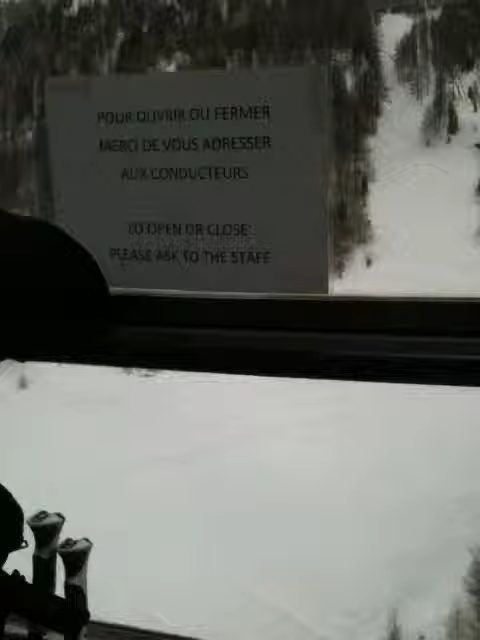 POUR OUVRIR OU FERMER
MERCI DE VOUS ADRESSER
AUX CONDUCTEURS
TO OPEN OR CLOSE
PLEASE ASK TO THE STAFF